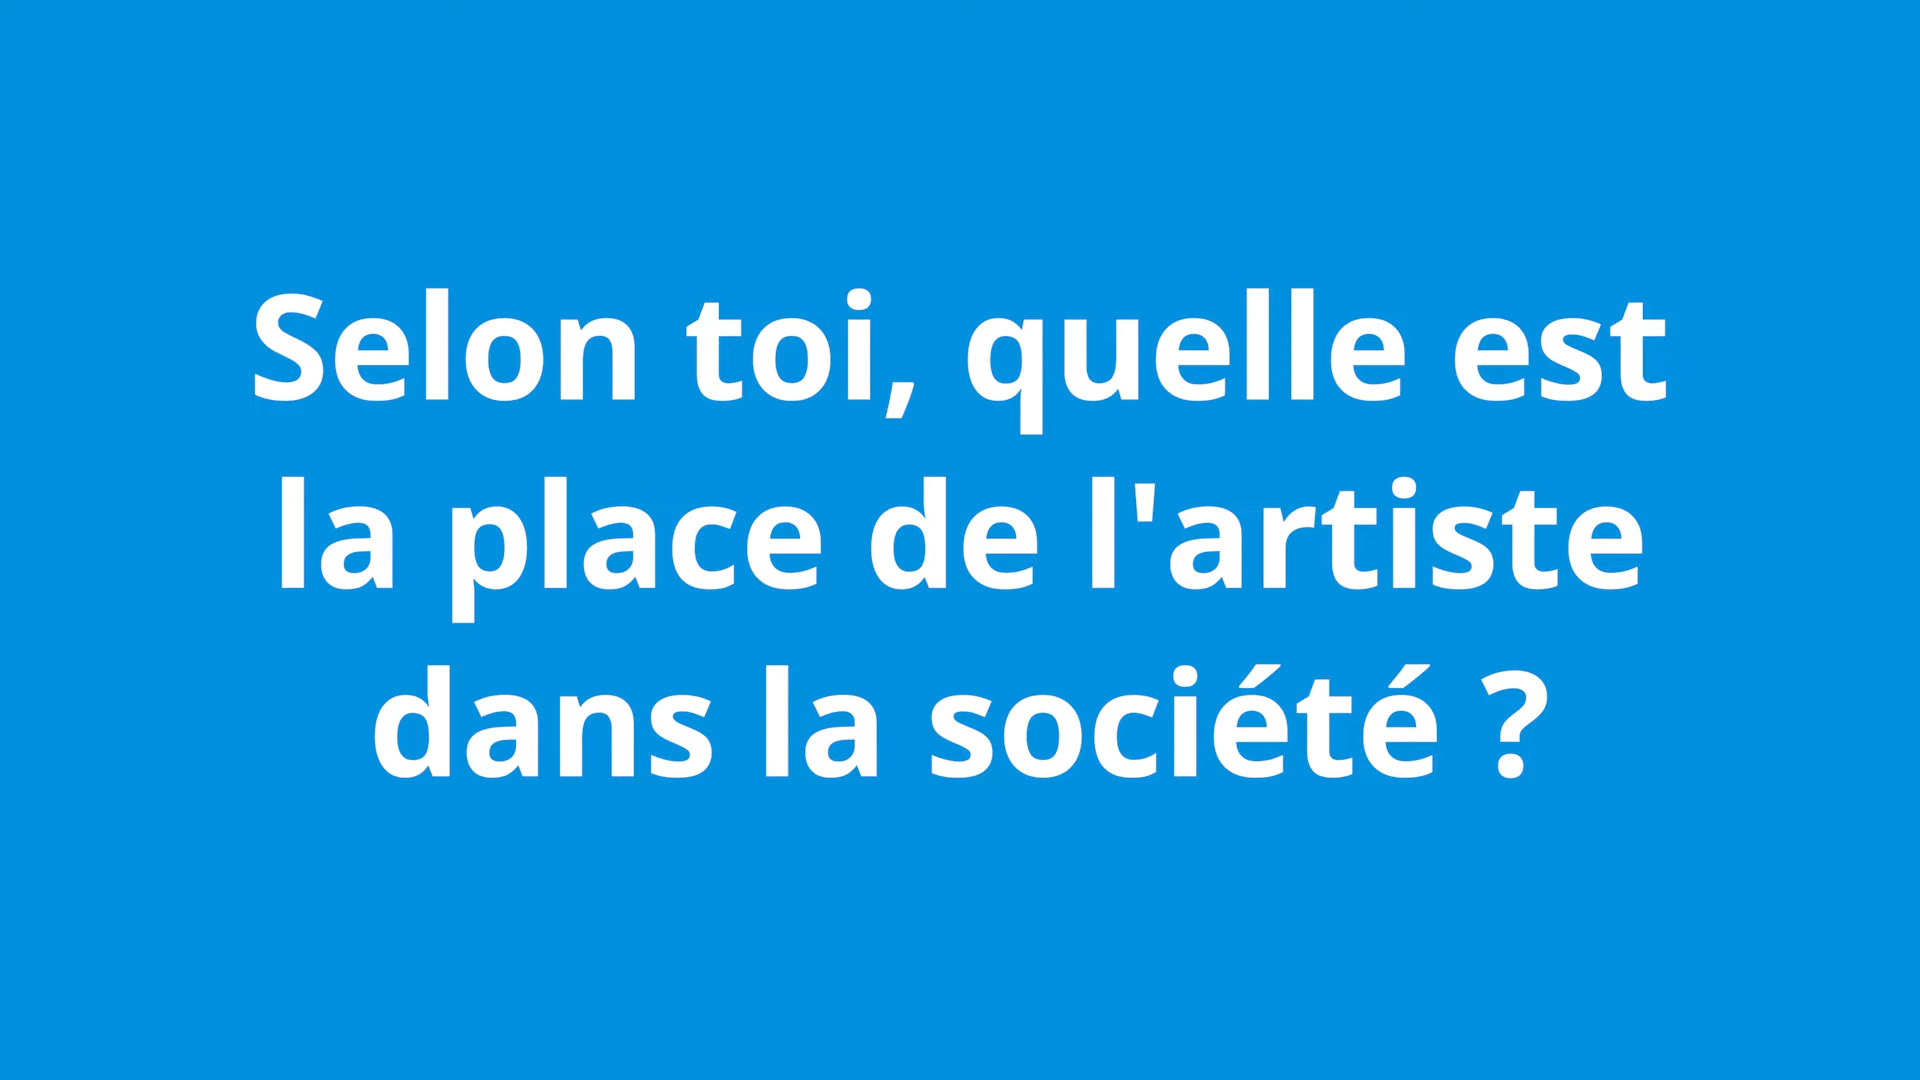 Selon toi, quelle est
la place de l'artiste
dans la société ?